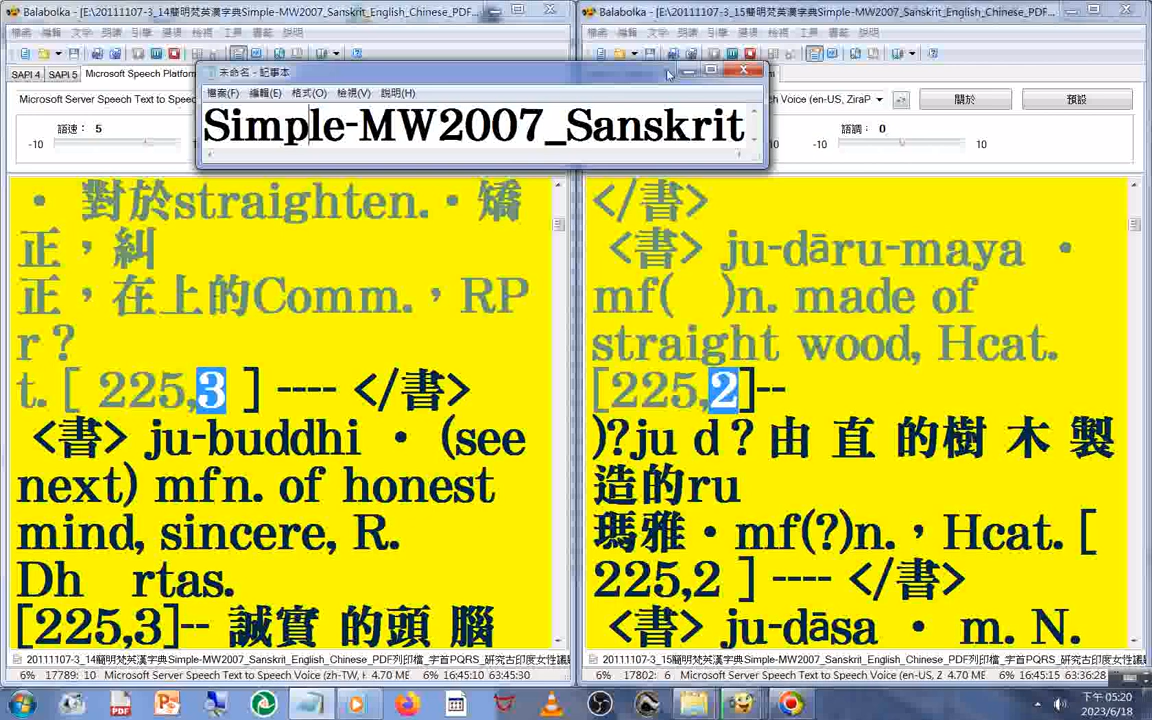 Balabolka - [E:\20111107-3_14簡明梵英漢字典Simple-MW2007_Sanskrit_English_Chinese_PDF...
Balabolka - [E:\20111107-3_15簡明梵英漢字典Simple-MW2007_Sanskrit_English_Chinese_PDF...
SAPI 4 SAPI 5 Microsoft Speech Platform
未命名 - 記事本
檔案(F) 編輯(E) 格式(O) 檢視(V) 說明(H)
Simple-MW2007_Sanskrit
Microsoft Server Speech Text to Speech
Voice (en-US, ZiraP
關於
預設
語速： 5
語調： 0
-10
-10 10
· 對於straighten.·矯
正，糾
正，在上的Comm.，RP
r？
t. [ 225,3 ] ---- </書>
<書> ju-buddhi · (see
next) mfn. of honest
mind, sincere, R.
Dh rtas.
[225,3]-- 誠實 的頭 腦
</書>
<書> ju-dāru-maya ·
mf( )n. made of
straight wood, Hcat.
[225,2]--
)?ju d？由 直 的樹 木 製
造的ru
瑪雅·mf(?)n.，Hcat. [
225,2 ] ---- </書>
<書> ju-dāsa · m. N.
20111107-3_14簡明梵英漢字典Simple-MW2007_Sanskrit_English_Chinese_PDF列印檔_字首PQRS_研究古印度女性議
20111107-3_15簡明梵英漢字典Simple-MW2007_Sanskrit_English_Chinese_PDF列印檔_字首PQRS_研究古印度女性
6% 17789: 10 Microsoft Server Speech Text to Speech Voice (zh-TW, H 4.70 ME 16:45:10 63:45:30
6% 17802: 6 Microsoft Server Speech Text to Speech Voice (en-US, Z 4.70 ME 16:45:15 63:36:28
下午 05:20
2023/6/18